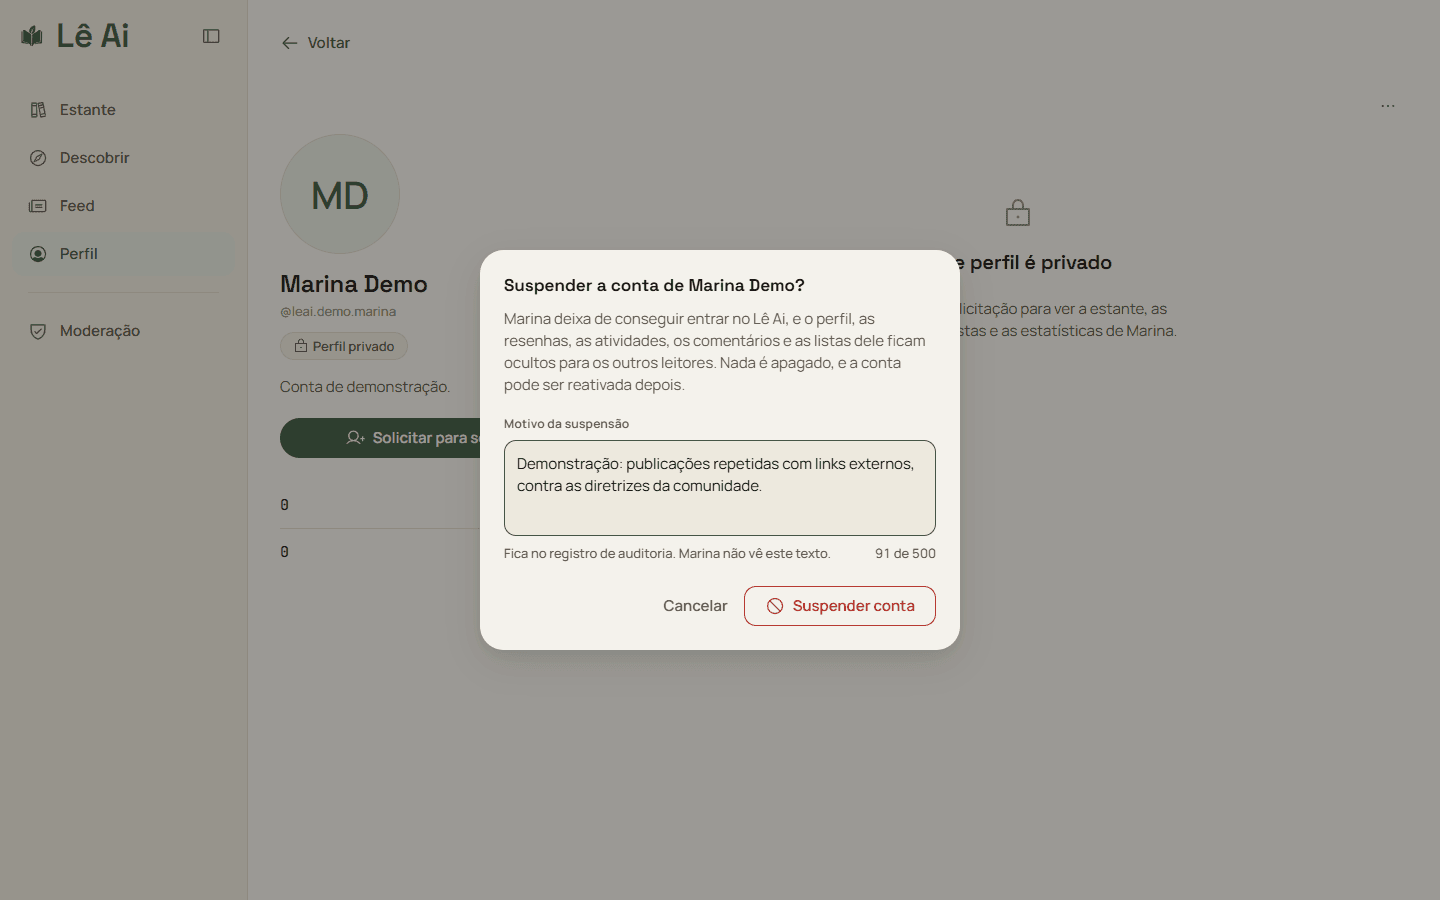 Lê Ai
Voltar
Estante
Descobrir
Feed
Perfil
Moderação
MD
Marina Demo
@leai.demo.marina
Perfil privado
Conta de demonstração.
Solicitar para
0
0
perfil é privado
para ver a estante, as
e as estatísticas de Marina.
Suspender a conta de Marina Demo?
Marina deixa de conseguir entrar no Lê Ai, e o perfil, as
resenhas, as atividades, os comentários e as listas dele ficam
ocultos para os outros leitores. Nada é apagado, e a conta
pode ser reativada depois.
Motivo da suspensão
Demonstração: publicações repetidas com links externos,
contra as diretrizes da comunidade.
Fica no registro de auditoria. Marina não vê este texto.
91 de 500
Cancelar
Suspender conta